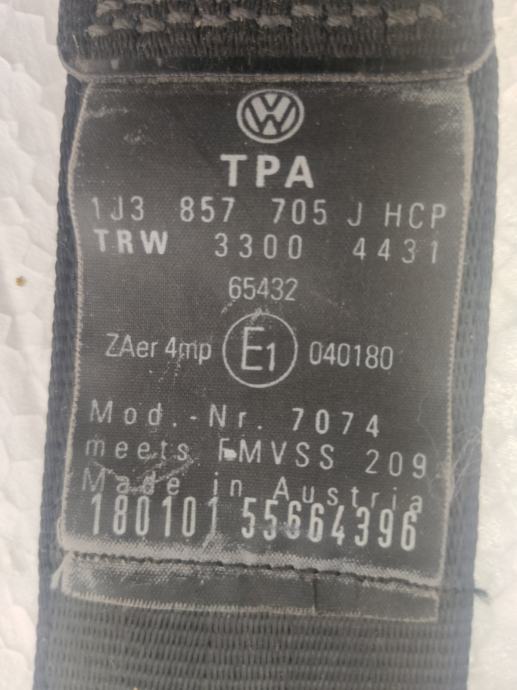 VW
TPA
1J3 857 705 J HCP
TRW 3300 4431
65432
ZAer 4mp E1 040180
Mod.-Nr. 7074
meets FMVSS 209
Made in Austria
180101 55664396